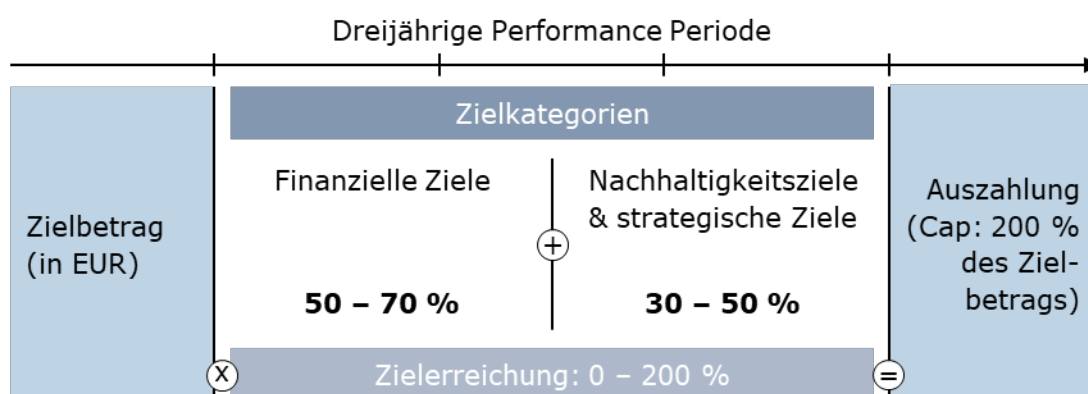 Dreijährige Performance Periode
Zielkategorien
Zielbetrag
(in EUR)
Finanzielle Ziele
50 – 70 %
+
Nachhaltigkeitsziele
& strategische Ziele
30 – 50 %
x
Zielerreichung: 0 – 200 %
=
Auszahlung
(Cap: 200 %
des Ziel-
betrags)